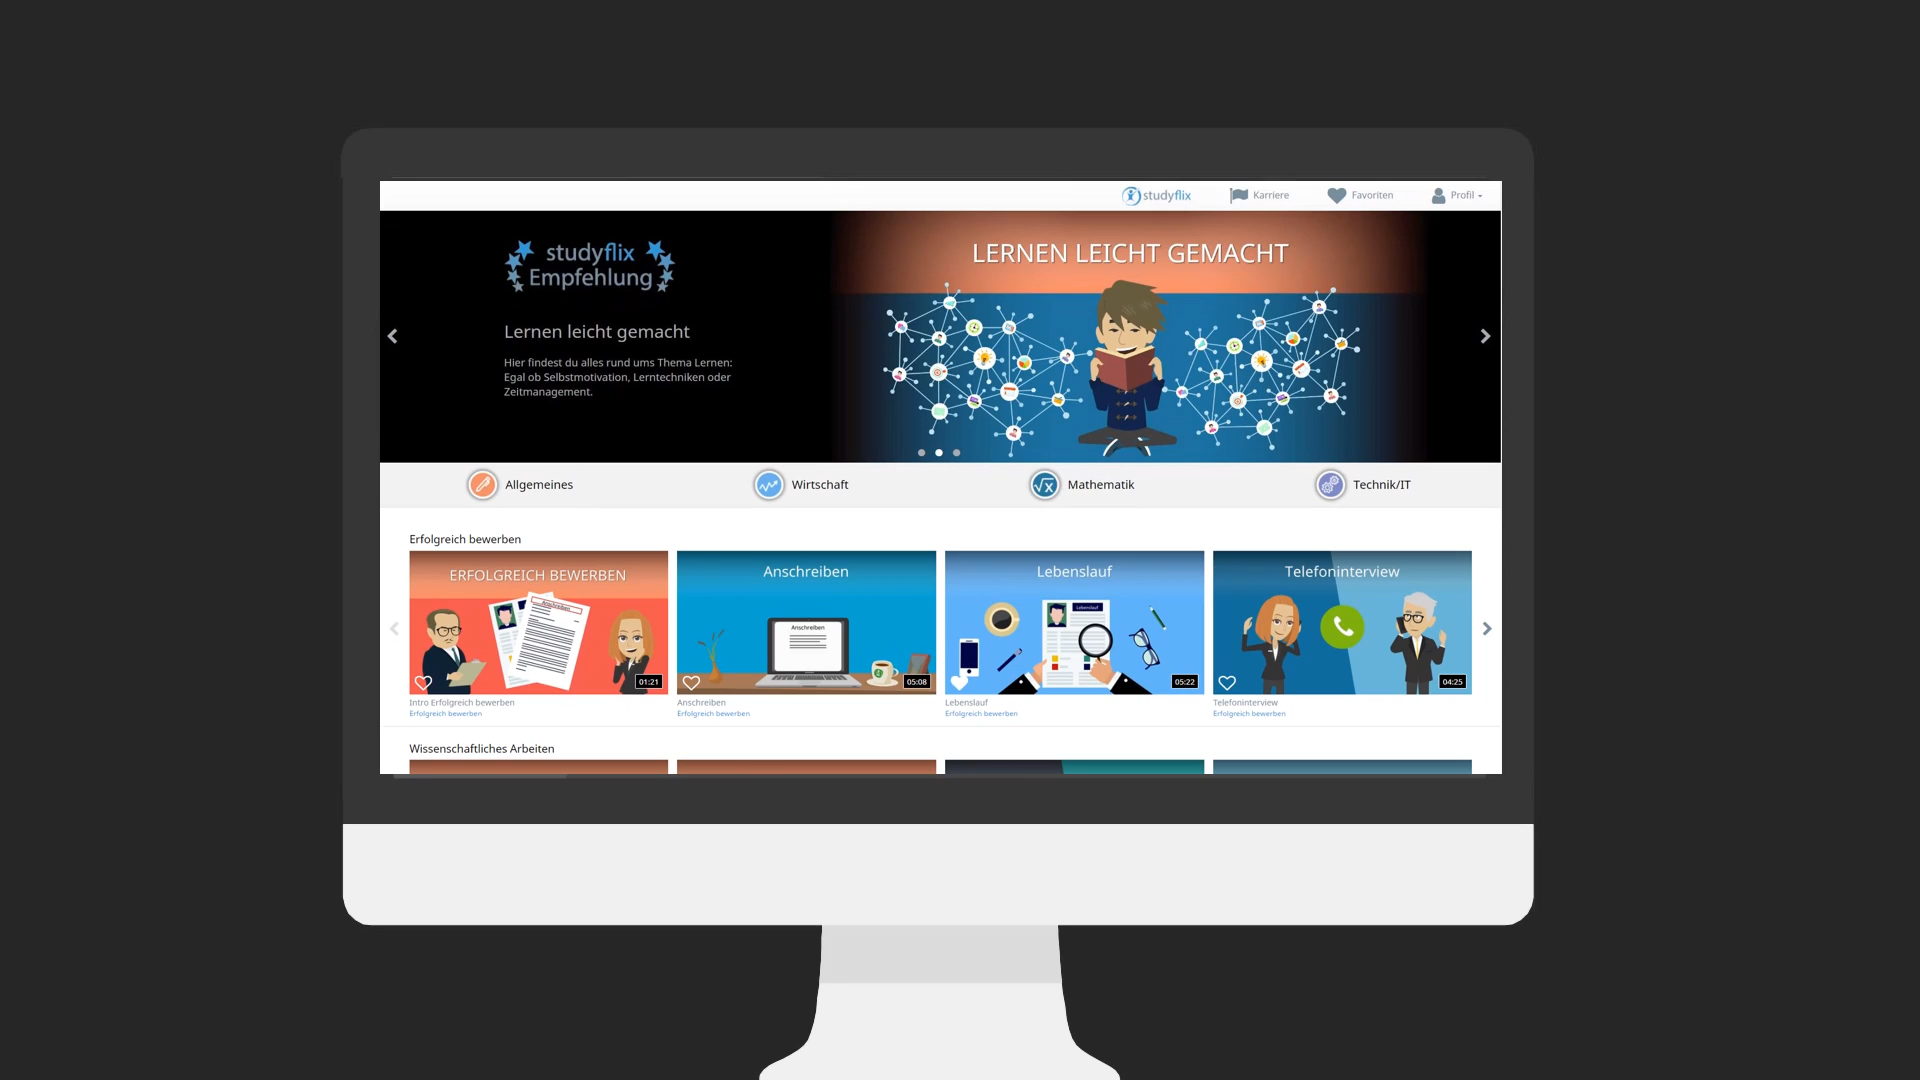 studyflix
Karriere
Favoriten
Profil
studyflix
Empfehlung
LERNEN LEICHT GEMACHT
Lernen leicht gemacht
Hier findest du alles rund ums Thema Lernen:
Egal ob Selbstmotivation, Lerntechniken oder
Zeitmanagement.
Allgemeines
Wirtschaft
√x
Mathematik
Technik/IT
Erfolgreich bewerben
ERFOLGREICH BEWERBEN
Anschreiben
01:21
Intro Erfolgreich bewerben
Erfolgreich bewerben
Anschreiben
Anschreiben
05:08
Anschreiben
Erfolgreich bewerben
Lebenslauf
Lebenslauf
05:22
Lebenslauf
Erfolgreich bewerben
Telefoninterview
04:25
Telefoninterview
Erfolgreich bewerben
Wissenschaftliches Arbeiten